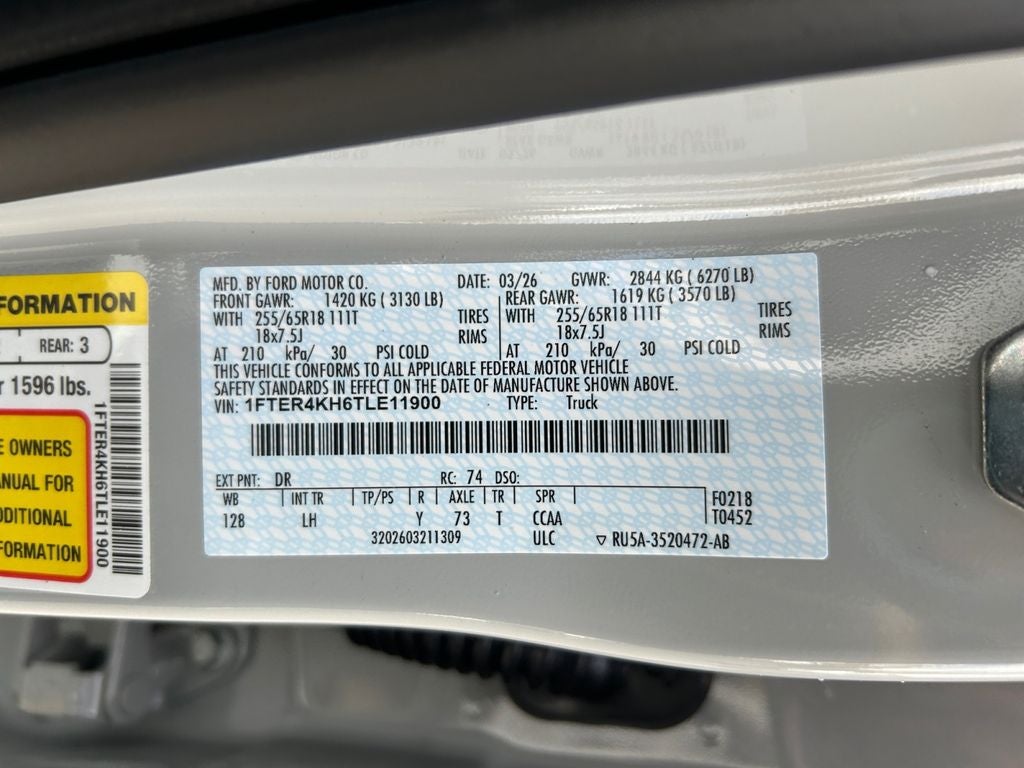 FORMATION
REAR: 3
1596 lbs.
1FTER4KH6TLE11900
OWNERS
ANUAL FOR
DDITIONAL
FORMATION
MFD. BY FORD MOTOR CO. DATE: 03/26 GVWR: 2844 KG ( 6270 LB)
FRONT GAWR: 1420 KG ( 3130 LB) REAR GAWR: 1619 KG ( 3570 LB)
WITH 255/65R18 111T TIRES WITH 255/65R18 111T TIRES
18x7.5J RIMS 18x7.5J RIMS
AT 210 kPa/ 30 PSI COLD AT 210 kPa/ 30 PSI COLD
THIS VEHICLE CONFORMS TO ALL APPLICABLE FEDERAL MOTOR VEHICLE
SAFETY STANDARDS IN EFFECT ON THE DATE OF MANUFACTURE SHOWN ABOVE.
VIN: 1FTER4KH6TLE11900 TYPE: Truck
EXT PNT: DR RC: 74 DSO:
WB INT TR TP/PS R AXLE TR SPR F0218
128 LH Y 73 T CCAA T0452
3202603211309 ULC ▽ RU5A-3520472-AB